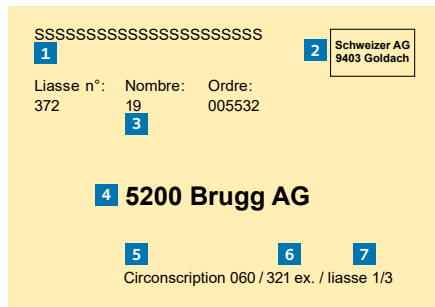 SSSSSSSSSSSSSSSSSSSSSS
1
2
Schweizer AG
9403 Goldach
Liasse n°: Nombre: Ordre:
372 19 005532
3
4 5200 Brugg AG
5 6 7
Circonscription 060 / 321 ex. / liasse 1/3